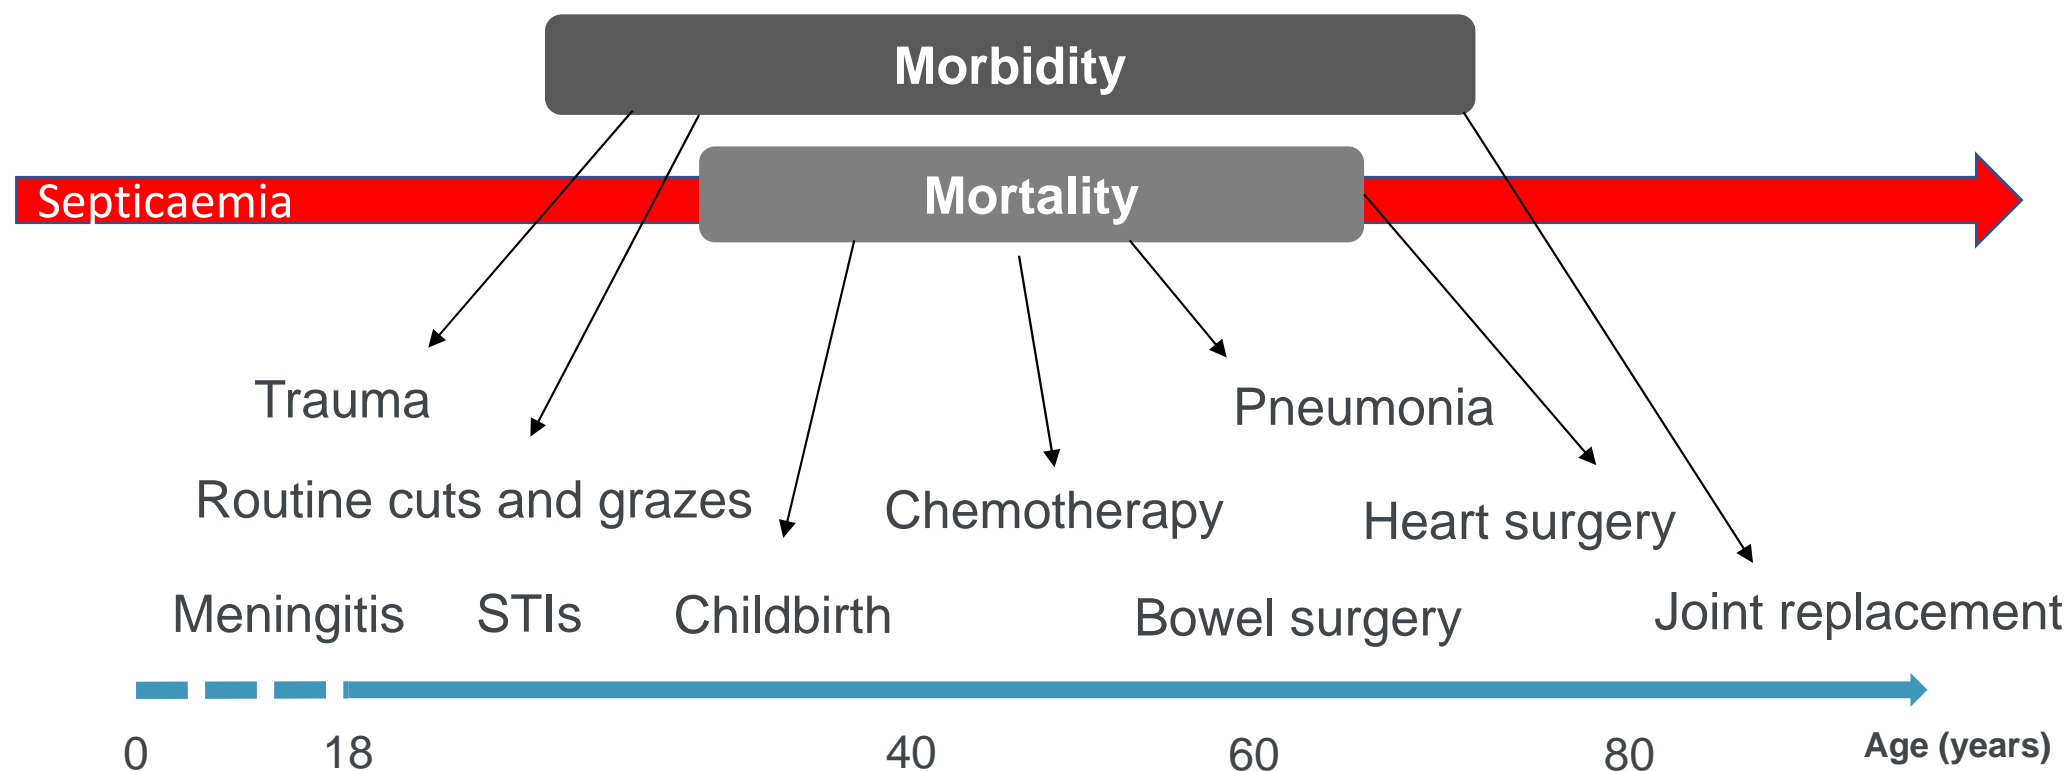 Morbidity
Septicaemia
Mortality
Trauma
Pneumonia
Routine cuts and grazes
Chemotherapy
Heart surgery
Meningitis
STIs
Childbirth
Bowel surgery
Joint replacement
0
18
40
60
80
Age (years)